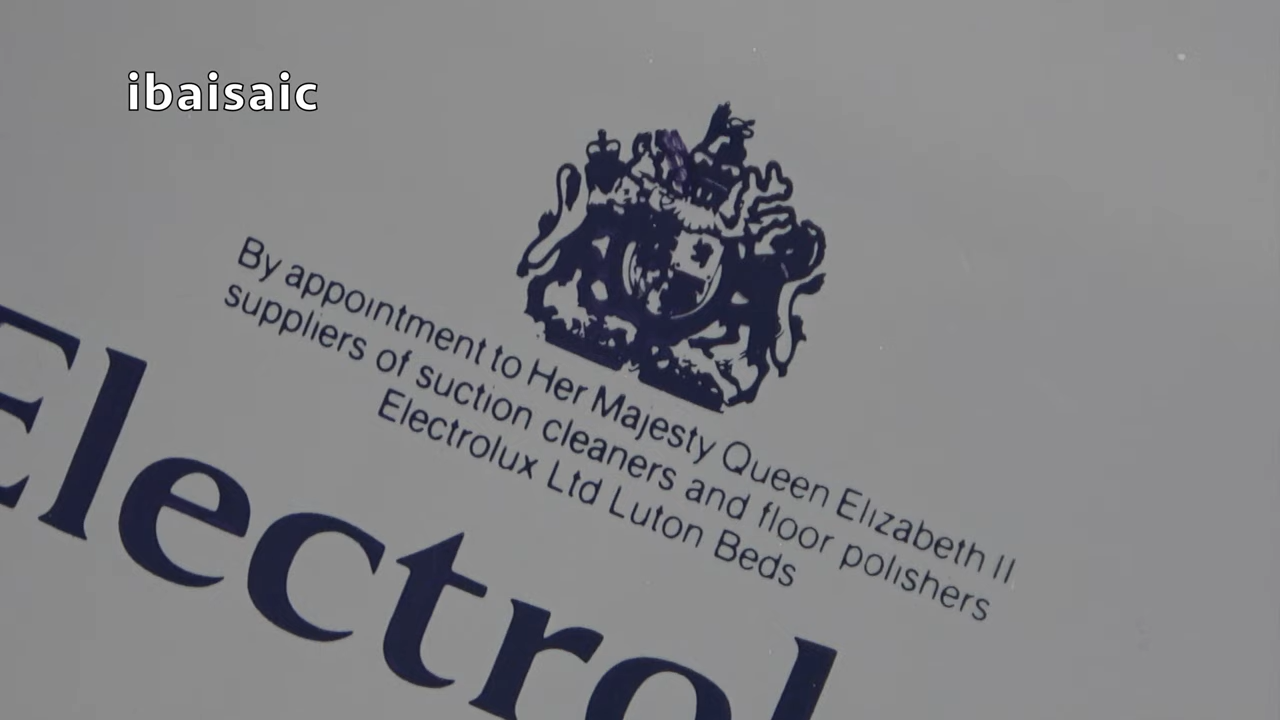 ibaisaic
By appointment to Her Majesty Queen Elizabeth II
suppliers of suction cleaners and floor polishers
Electrolux Ltd Luton Beds
Electrol